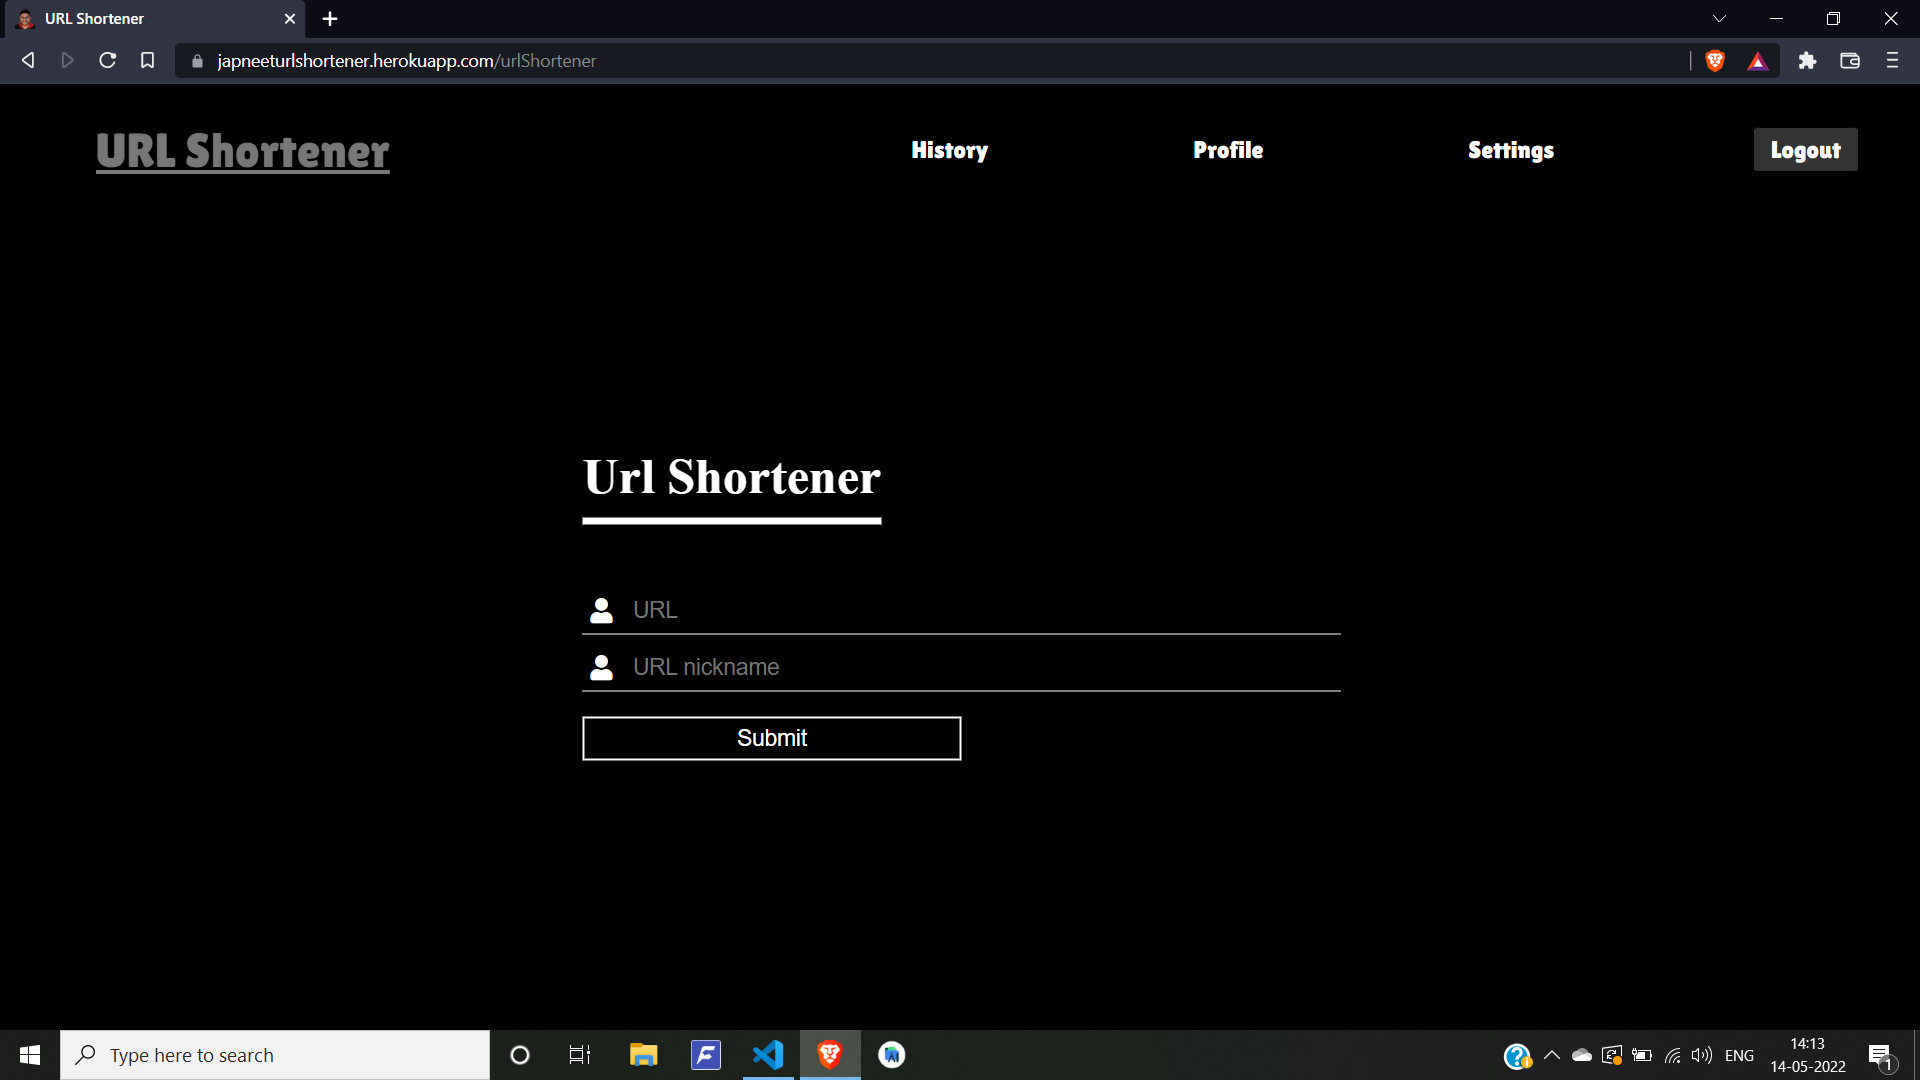 URL Shortener
japneeturlshortener.herokuapp.com/urlShortener
URL Shortener
History
Profile
Settings
Logout
Url Shortener
URL
URL nickname
Submit
Type here to search
ENG
14:13
14-05-2022
1